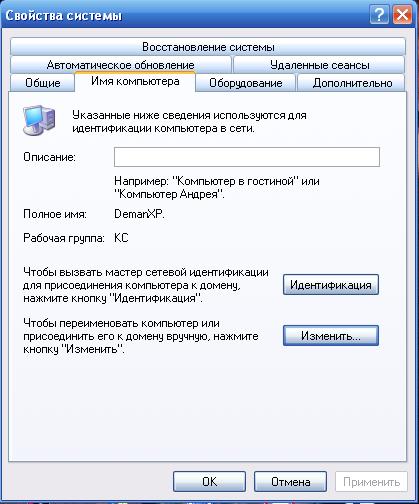 Свойства системы
Восстановление системы
Автоматическое обновление
Удаленные сеансы
Общие
Имя компьютера
Оборудование
Дополнительно
Указанные ниже сведения используются для
идентификации компьютера в сети.
Описание:
Например: "Компьютер в гостиной" или
"Компьютер Андрея".
Полное имя: DemanXP.
Рабочая группа: КС
Чтобы вызвать мастер сетевой идентификации
для присоединения компьютера к домену,
нажмите кнопку "Идентификация".
Идентификация
Чтобы переименовать компьютер или
присоединить его к домену вручную, нажмите
кнопку "Изменить".
Изменить...
ОК
Отмена
Применить